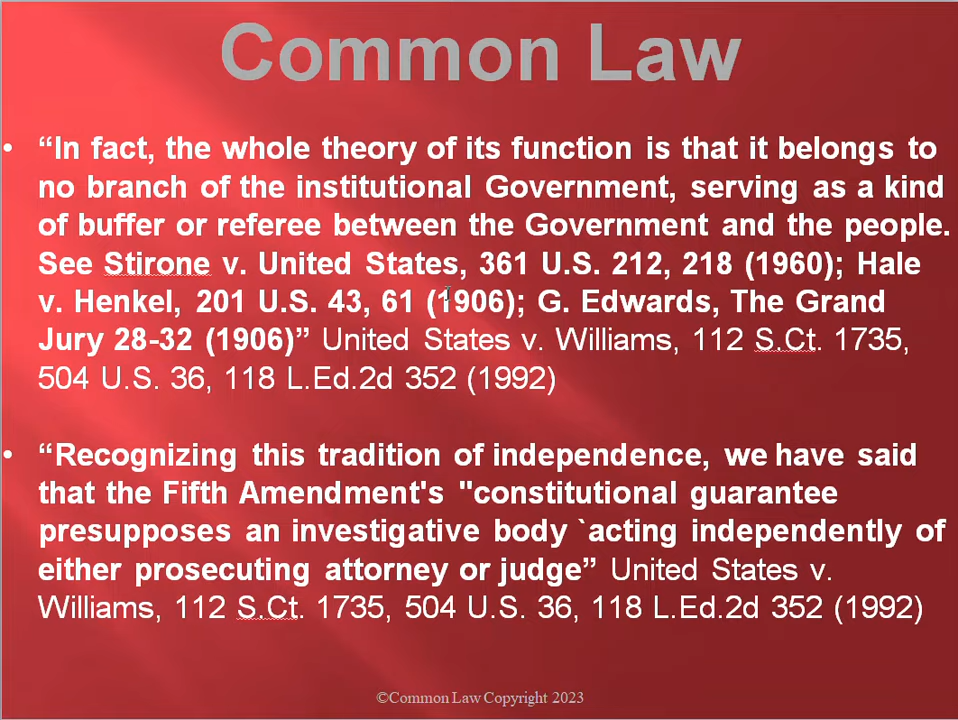 Common Law
• “In fact, the whole theory of its function is that it belongs to
no branch of the institutional Government, serving as a kind
of buffer or referee between the Government and the people.
See Stirone v. United States, 361 U.S. 212, 218 (1960); Hale
v. Henkel, 201 U.S. 43, 61 (1906); G. Edwards, The Grand
Jury 28-32 (1906)” United States v. Williams, 112 S.Ct. 1735,
504 U.S. 36, 118 L.Ed.2d 352 (1992)
• “Recognizing this tradition of independence, we have said
that the Fifth Amendment's "constitutional guarantee
presupposes an investigative body `acting independently of
either prosecuting attorney or judge” United States v.
Williams, 112 S.Ct. 1735, 504 U.S. 36, 118 L.Ed.2d 352 (1992)
©Common Law Copyright 2023